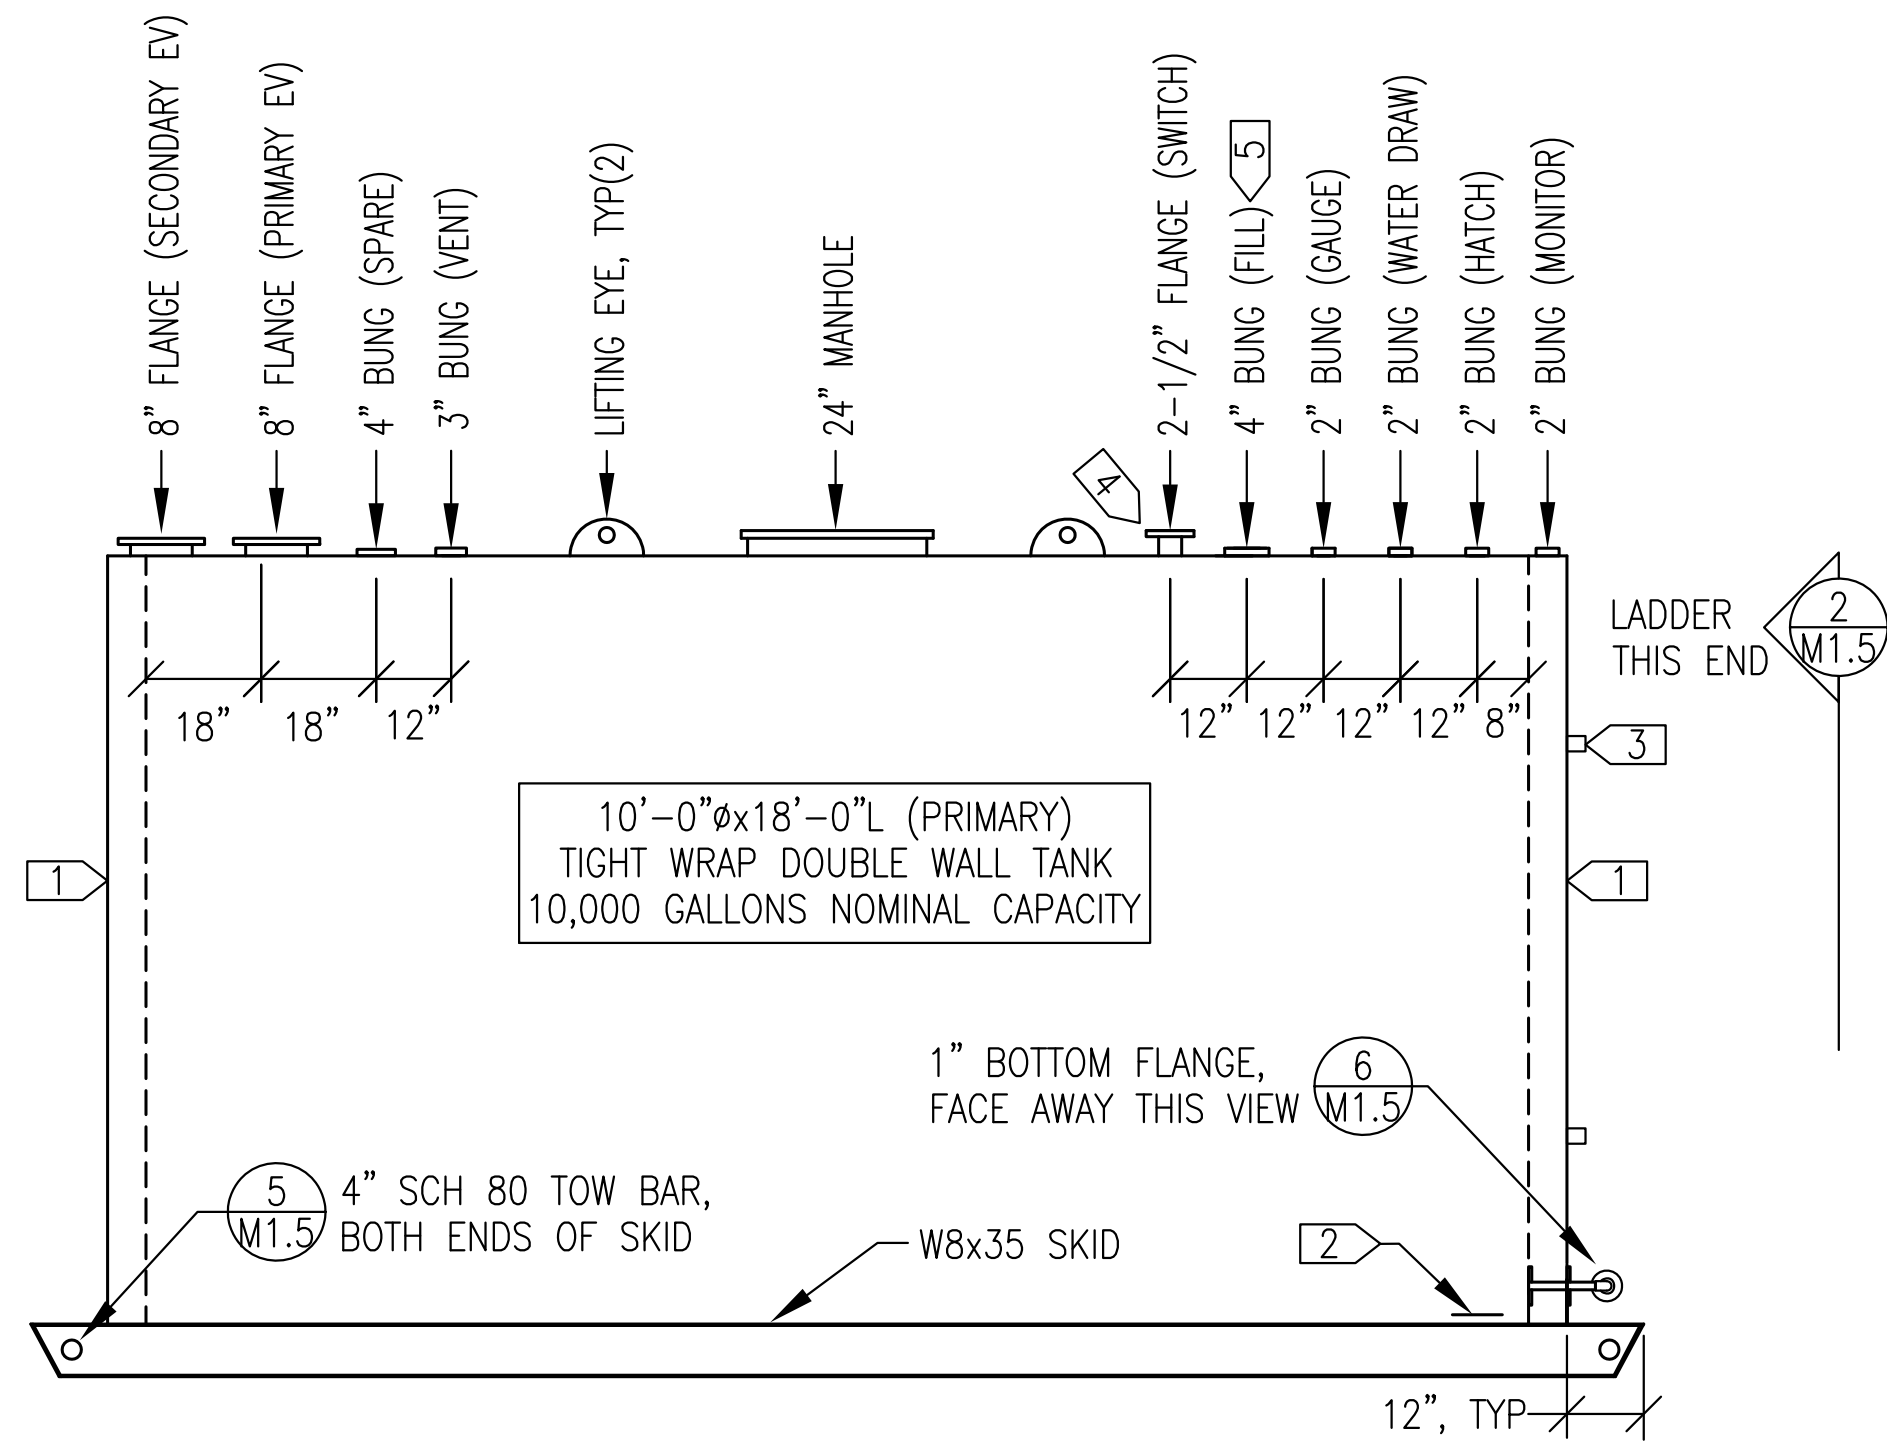 8" FLANGE (SECONDARY EV)
8" FLANGE (PRIMARY EV)
4" BUNG (SPARE)
3" BUNG (VENT)
LIFTING EYE, TYP(2)
24" MANHOLE
4
2-1/2" FLANGE (SWITCH)
4" BUNG (FILL)
5
2" BUNG (GAUGE)
2" BUNG (WATER DRAW)
2" BUNG (HATCH)
2" BUNG (MONITOR)
LADDER
THIS END
2
M1.5
18"
18"
12"
12"
12"
12"
12"
8"
3
10'-0"øx18'-0"L (PRIMARY)
TIGHT WRAP DOUBLE WALL TANK
10,000 GALLONS NOMINAL CAPACITY
1
1
1" BOTTOM FLANGE,
FACE AWAY THIS VIEW
6
M1.5
5
M1.5
4" SCH 80 TOW BAR,
BOTH ENDS OF SKID
W8x35 SKID
2
12", TYP